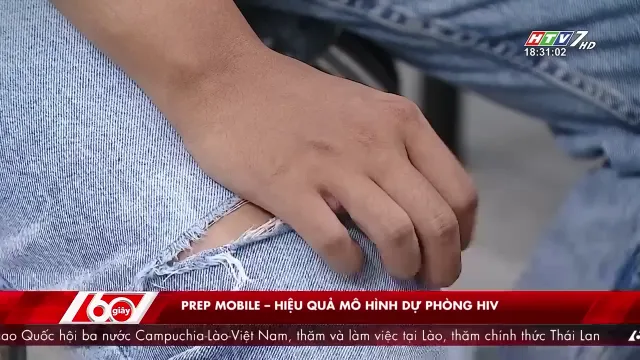 HTV7 HD
18:31:02
60 giây
PREP MOBILE – HIỆU QUẢ MÔ HÌNH DỰ PHÒNG HIV
cao Quốc hội ba nước Campuchia-Lào-Việt Nam, thăm và làm việc tại Lào, thăm chính thức Thái Lan